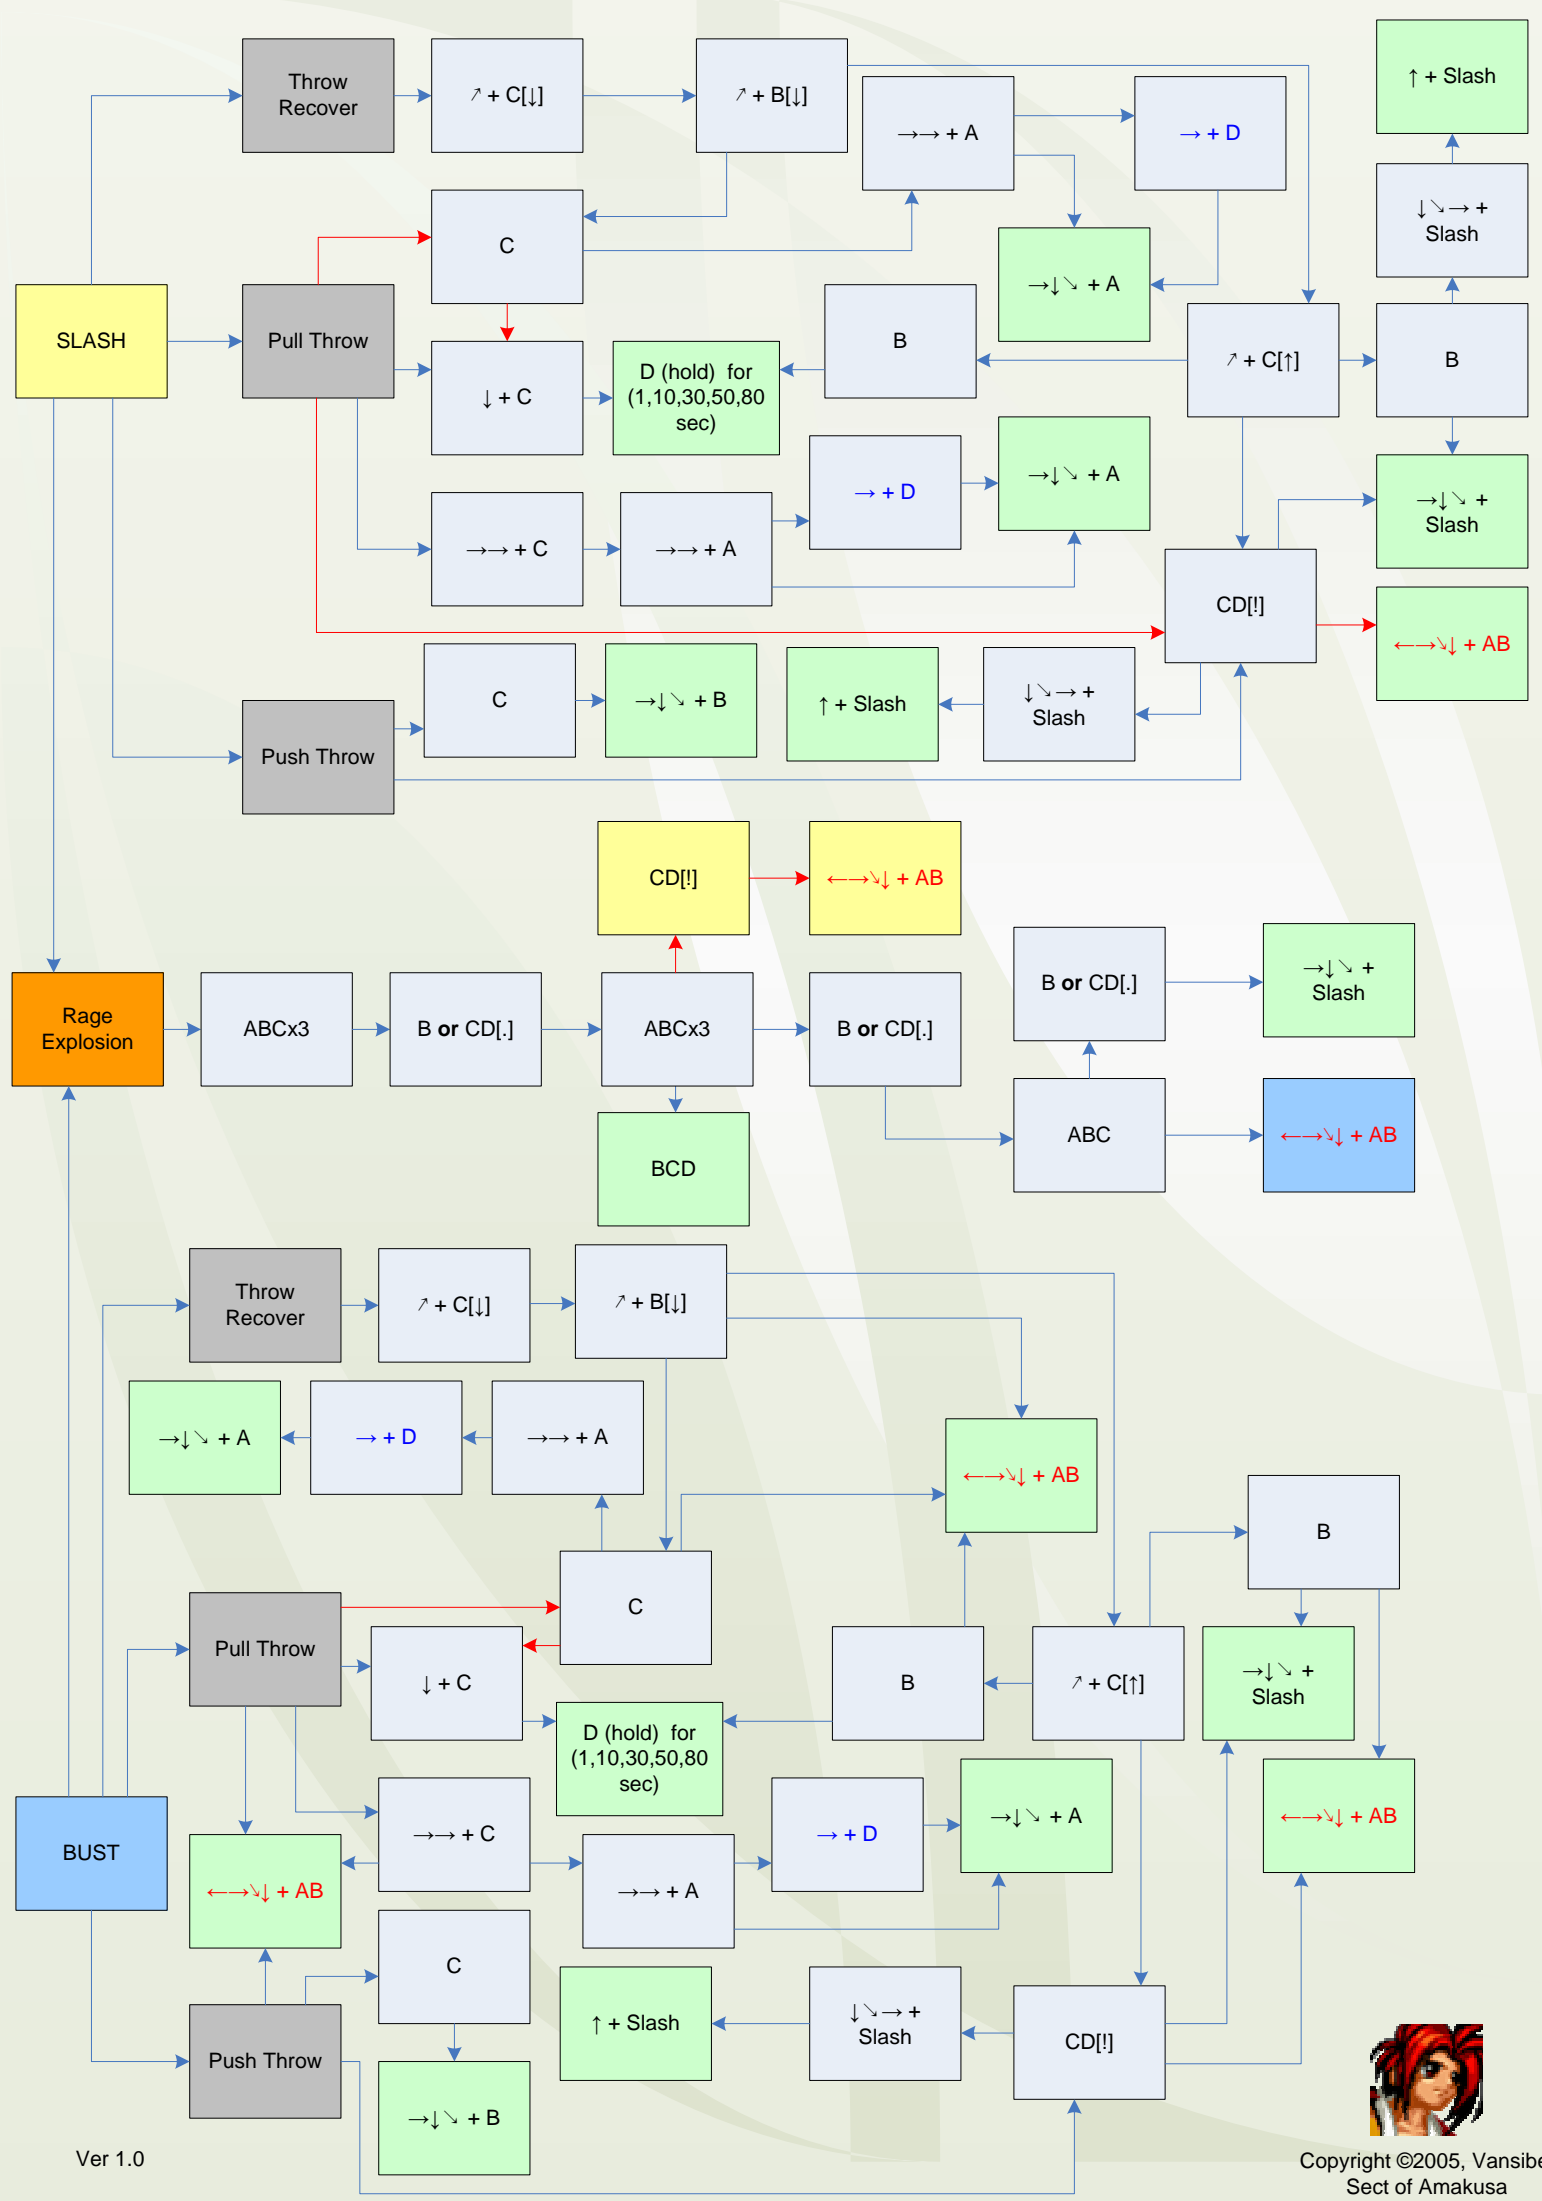 Throw
Recover
↗ + C[↓]
↗ + B[↓]
→→ + A
→ + D
↑ + Slash
↓↘→ +
Slash
C
→↓↘ + A
SLASH
Pull Throw
↓ + C
D (hold) for
(1,10,30,50,80
sec)
B
↗ + C[↑]
B
→→ + C
→→ + A
→ + D
→↓↘ + A
→↓↘ +
Slash
CD[!]
←→↘↓ + AB
Push Throw
C
→↓↘ + B
↑ + Slash
↓↘→ +
Slash
CD[!]
←→↘↓ + AB
Rage
Explosion
ABCx3
B or CD[.]
ABCx3
B or CD[.]
B or CD[.]
→↓↘ +
Slash
BCD
ABC
←→↘↓ + AB
Throw
Recover
↗ + C[↓]
↗ + B[↓]
→↓↘ + A
→ + D
→→ + A
←→↘↓ + AB
B
Pull Throw
C
↓ + C
B
↗ + C[↑]
→↓↘ +
Slash
D (hold) for
(1,10,30,50,80
sec)
BUST
→→ + C
→→ + A
→ + D
→↓↘ + A
←→↘↓ + AB
←→↘↓ + AB
C
Push Throw
→↓↘ + B
↑ + Slash
↓↘→ +
Slash
CD[!]
Ver 1.0
Copyright ©2005, Vansibe
Sect of Amakusa